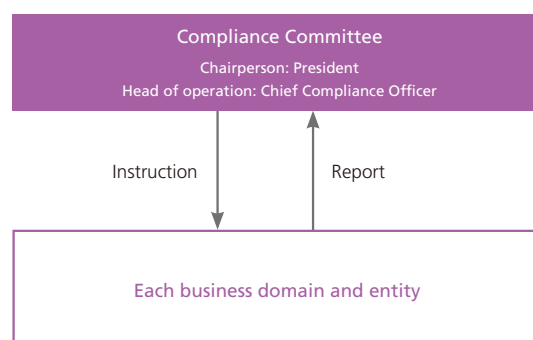 Compliance Committee
Chairperson: President
Head of operation: Chief Compliance Officer
Instruction
Report
Each business domain and entity